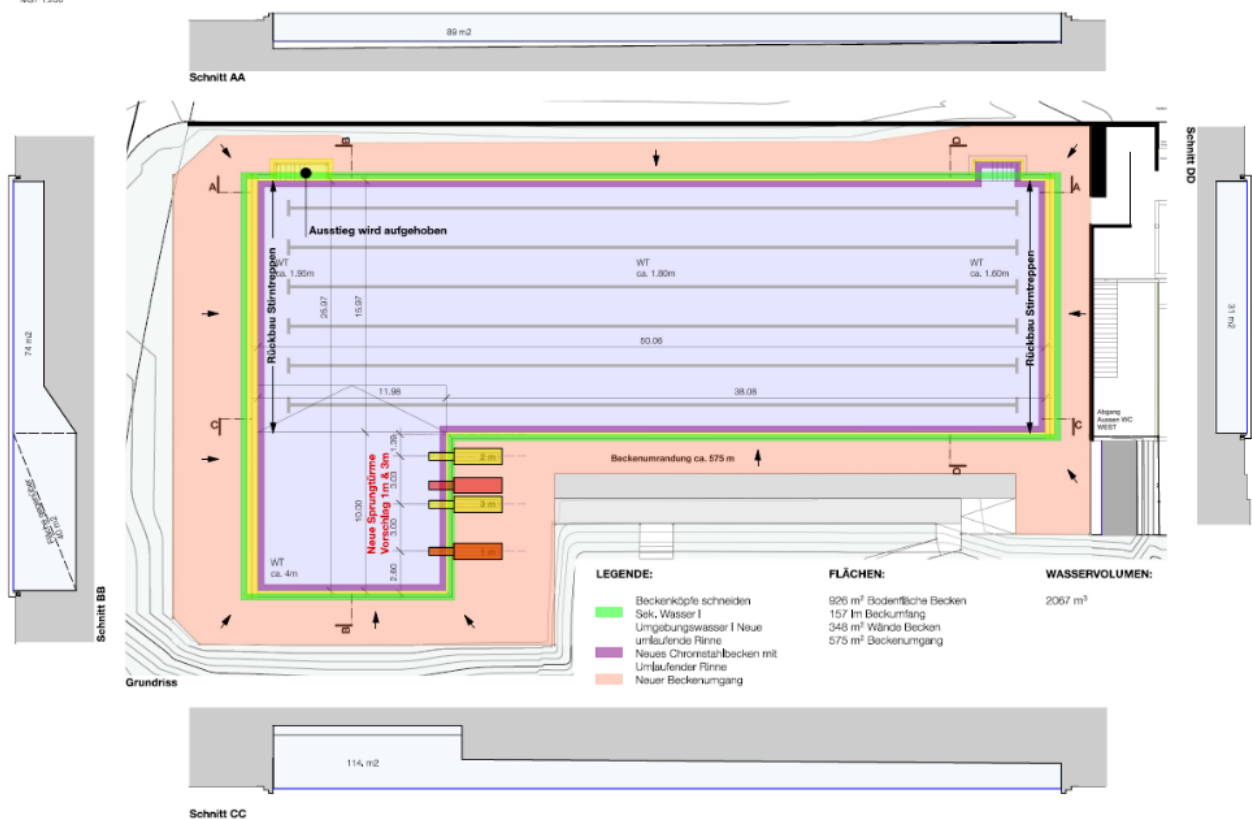 89 m2
Schnitt AA
Schnitt DD
B
D
A
A
Ausstieg wird aufgehoben
Rückbau Stirntreppen
WT
ca. 1.95m
WT
ca. 1.80m
WT
ca. 1.60m
Rückbau Stirntreppen
25.97
15.97
50.06
74 m2
31 m2
11.98
38.08
C
C
Abgang
Aussen WC
WEST
1.39
2 m
Beckenumrandung ca. 575 m
D
3.03
Neue Sprungtürme
Vorschlag 1m & 3m
10.00
3 m
3.00
1 m
2.60
WT
ca. 4m
B
40 m2
Schnitt BB
Grundriss
LEGENDE:
Beckenköpfe schneiden
Sek. Wasser I
Umgebungswasser I Neue
umlaufende Rinne
Neues Chromstahlbecken mit
Umlaufender Rinne
Neuer Beckenumgang
FLÄCHEN:
926 m² Bodenfläche Becken
157 lm Beckumfang
348 m² Wände Becken
575 m² Beckenumgang
WASSERVOLUMEN:
2067 m³
114, m2
Schnitt CC